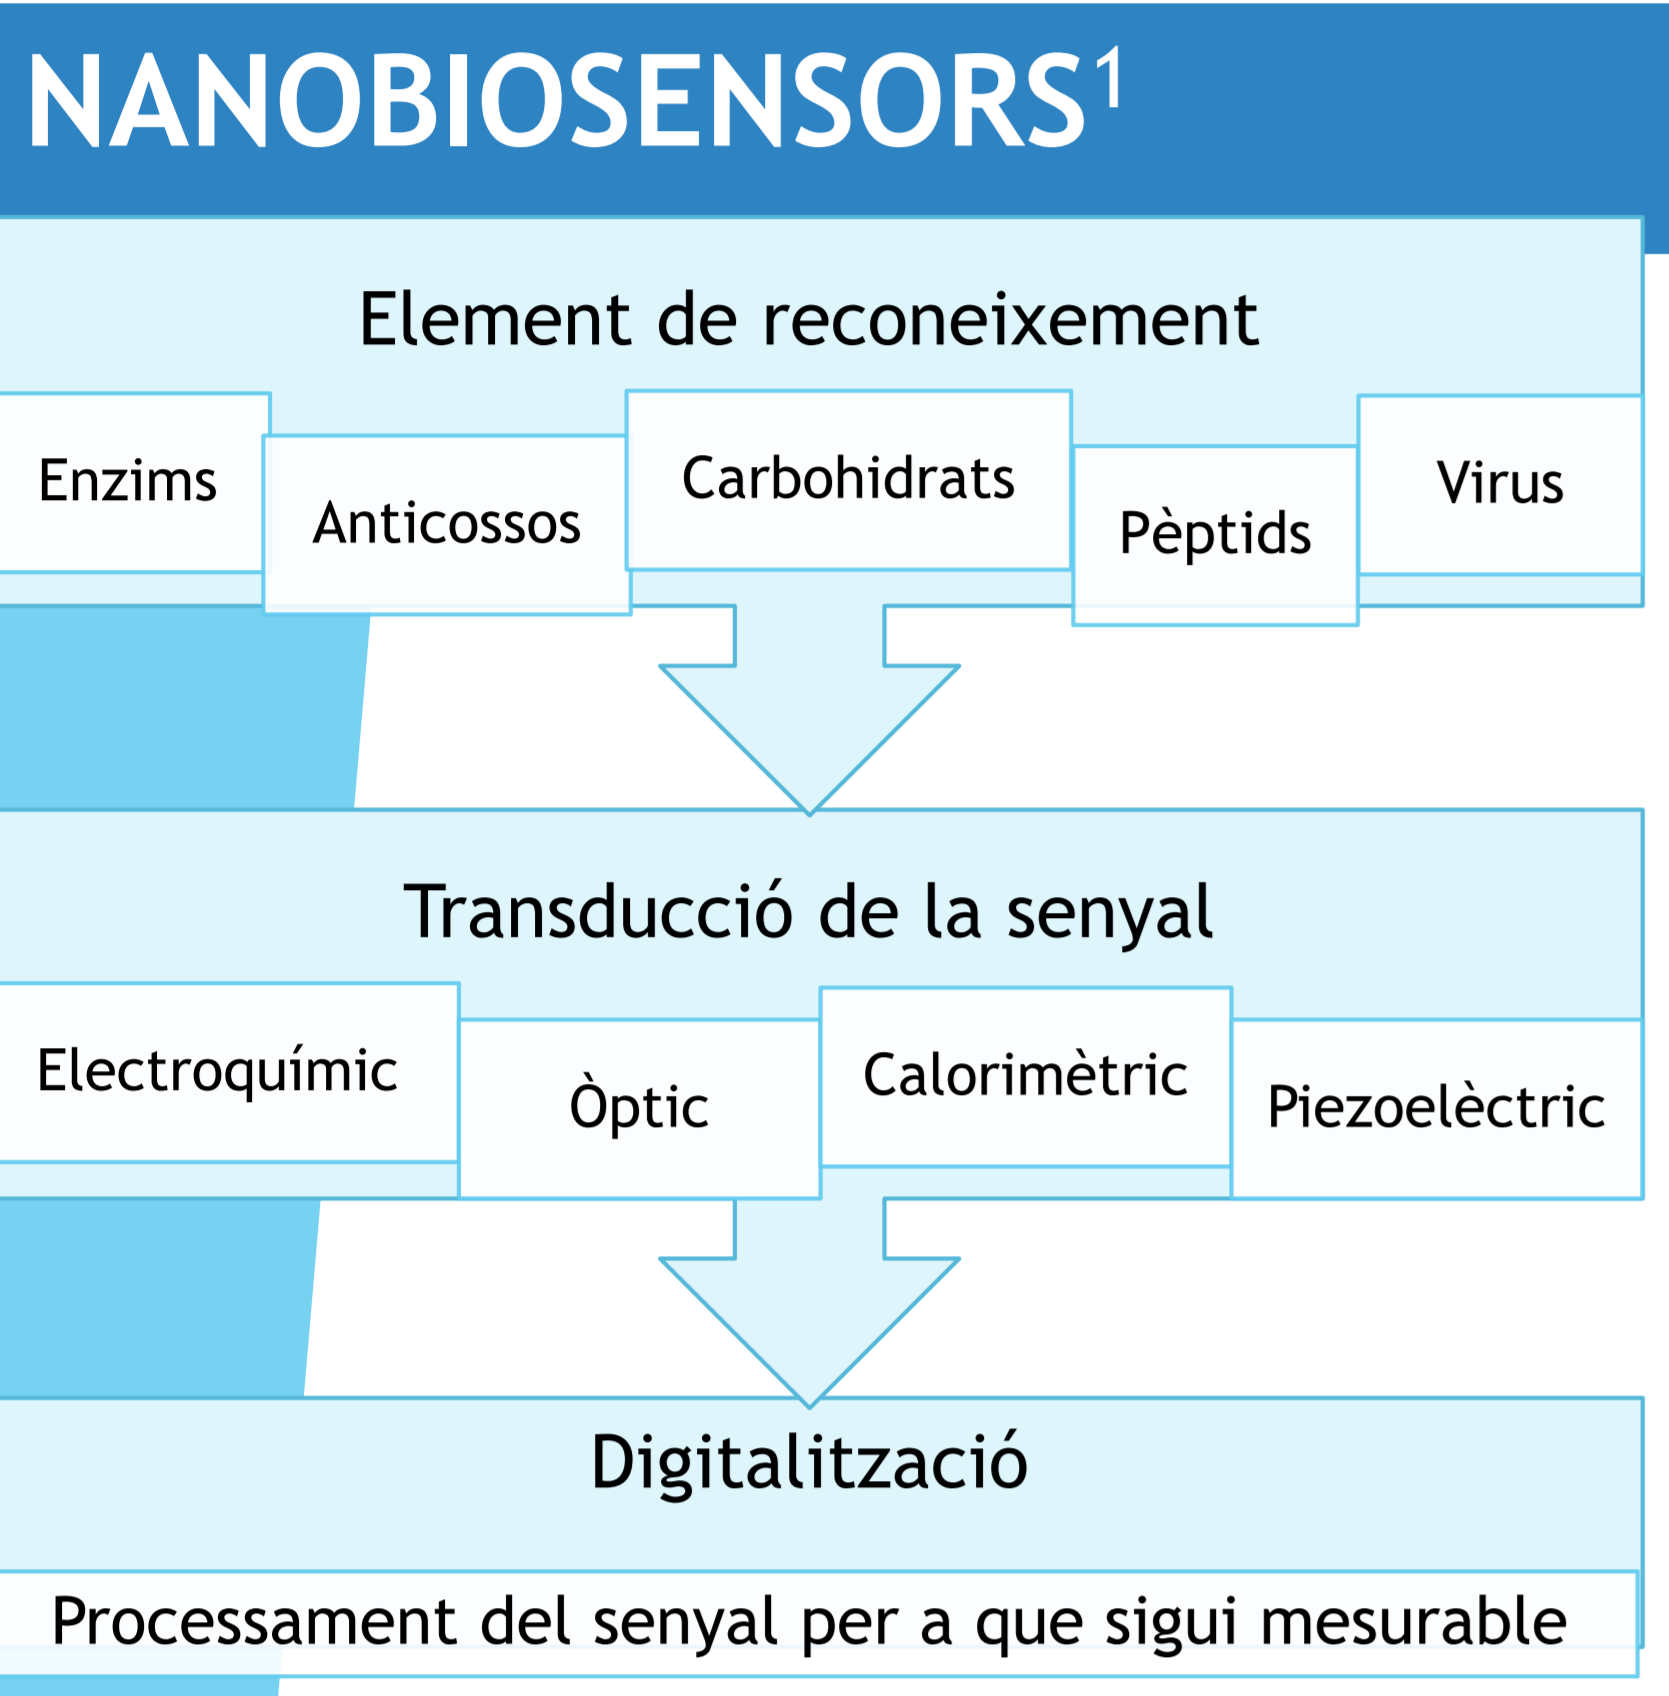 NANOBIOSENSORS¹
Element de reconeixement
Enzims
Anticossos
Carbohidrats
Pèptids
Virus
Transducció de la senyal
Electroquímic
Òptic
Calorimètric
Piezoelèctric
Digitalització
Processament del senyal per a que sigui mesurable